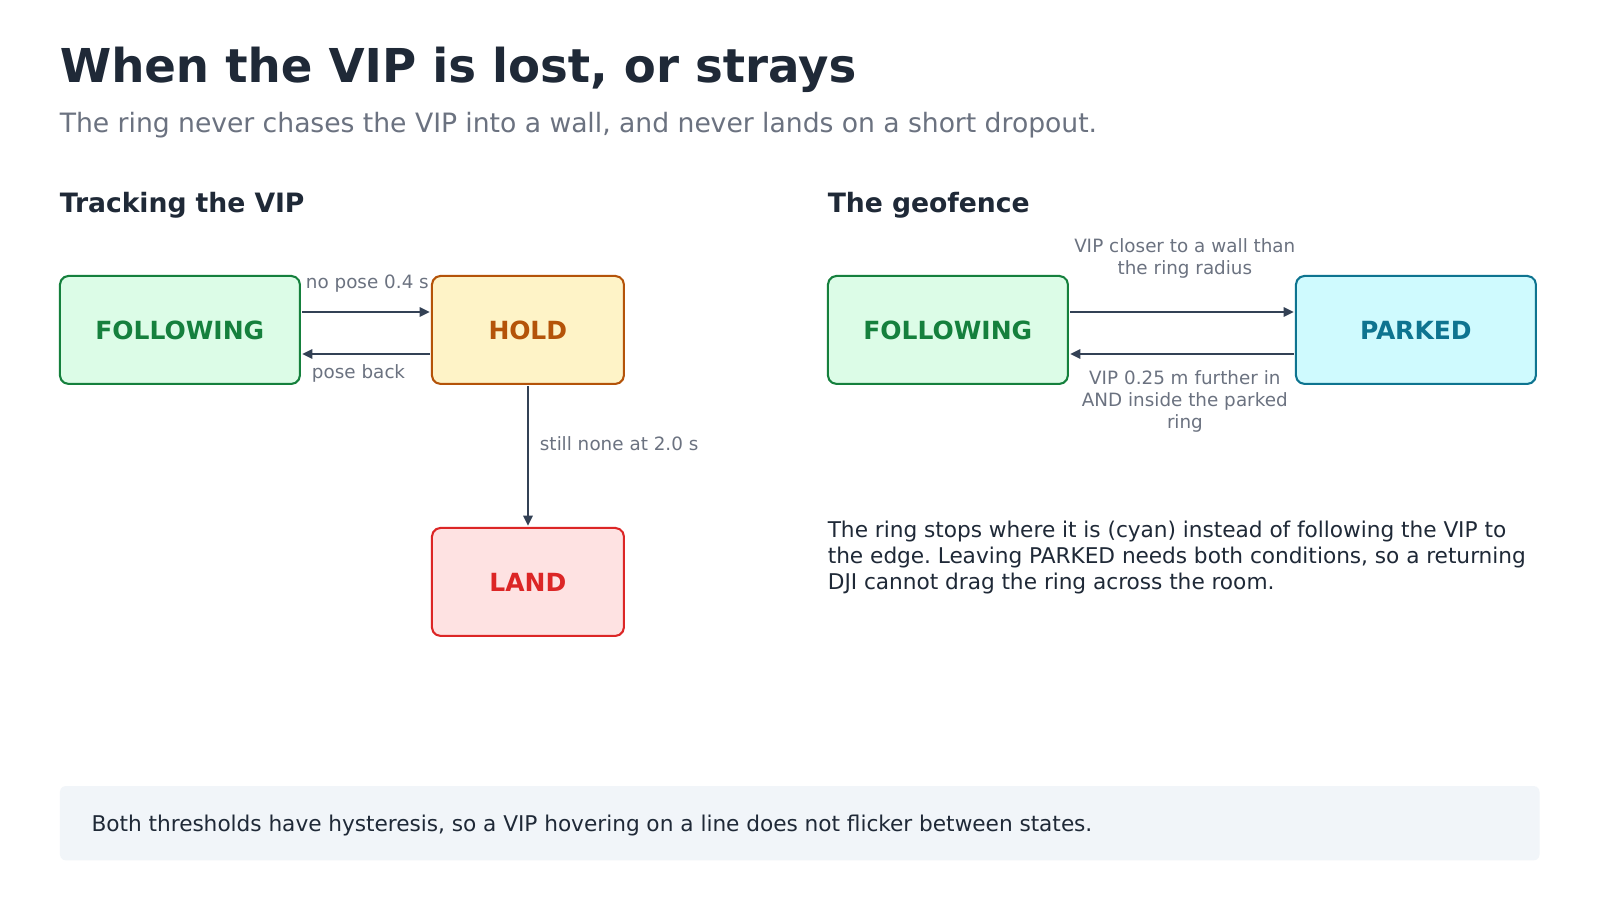 When the VIP is lost, or strays
The ring never chases the VIP into a wall, and never lands on a short dropout.
Tracking the VIP
FOLLOWING
no pose 0.4 s
pose back
HOLD
still none at 2.0 s
LAND
The geofence
FOLLOWING
VIP closer to a wall than
the ring radius
VIP 0.25 m further in
AND inside the parked
ring
PARKED
The ring stops where it is (cyan) instead of following the VIP to
the edge. Leaving PARKED needs both conditions, so a returning
DJI cannot drag the ring across the room.
Both thresholds have hysteresis, so a VIP hovering on a line does not flicker between states.